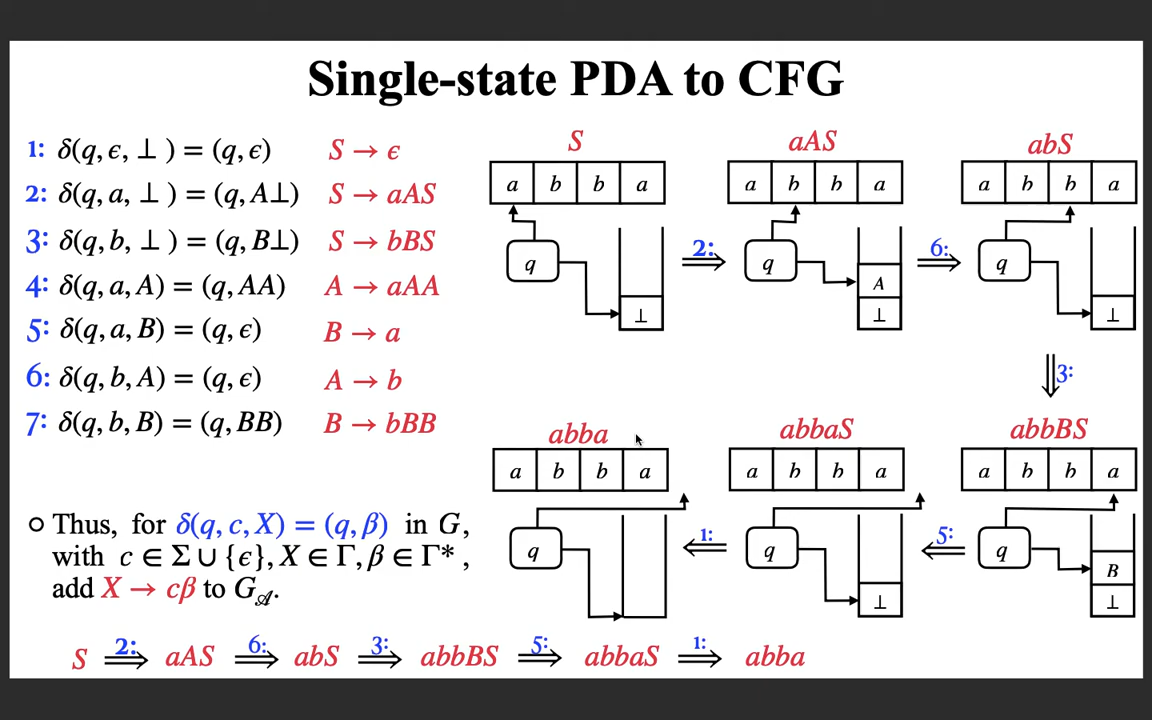 Single-state PDA to CFG
1: δ(q, ϵ, ⊥ ) = (q, ϵ) S → ϵ
2: δ(q, a, ⊥ ) = (q, A⊥) S → aAS
3: δ(q, b, ⊥ ) = (q, B⊥) S → bBS
4: δ(q, a, A) = (q, AA) A → aAA
5: δ(q, a, B) = (q, ϵ) B → a
6: δ(q, b, A) = (q, ϵ) A → b
7: δ(q, b, B) = (q, BB) B → bBB
Thus, for δ(q, c, X) = (q, β) in G,
with c ∈ Σ ∪ {ϵ}, X ∈ Γ, β ∈ Γ* ,
add X → cβ to G𝒜.
S
a b b a
q
⊥
2:
⇒
aAS
a b b a
q
A
⊥
6:
⇒
abS
a b b a
q
⊥
⇓ 3:
abbBS
a b b a
q
B
⊥
5:
⇐
abbaS
a b b a
q
⊥
1:
⇐
abba
a b b a
q
S 2: ⇒ aAS 6: ⇒ abS 3: ⇒ abbBS 5: ⇒ abbaS 1: ⇒ abba